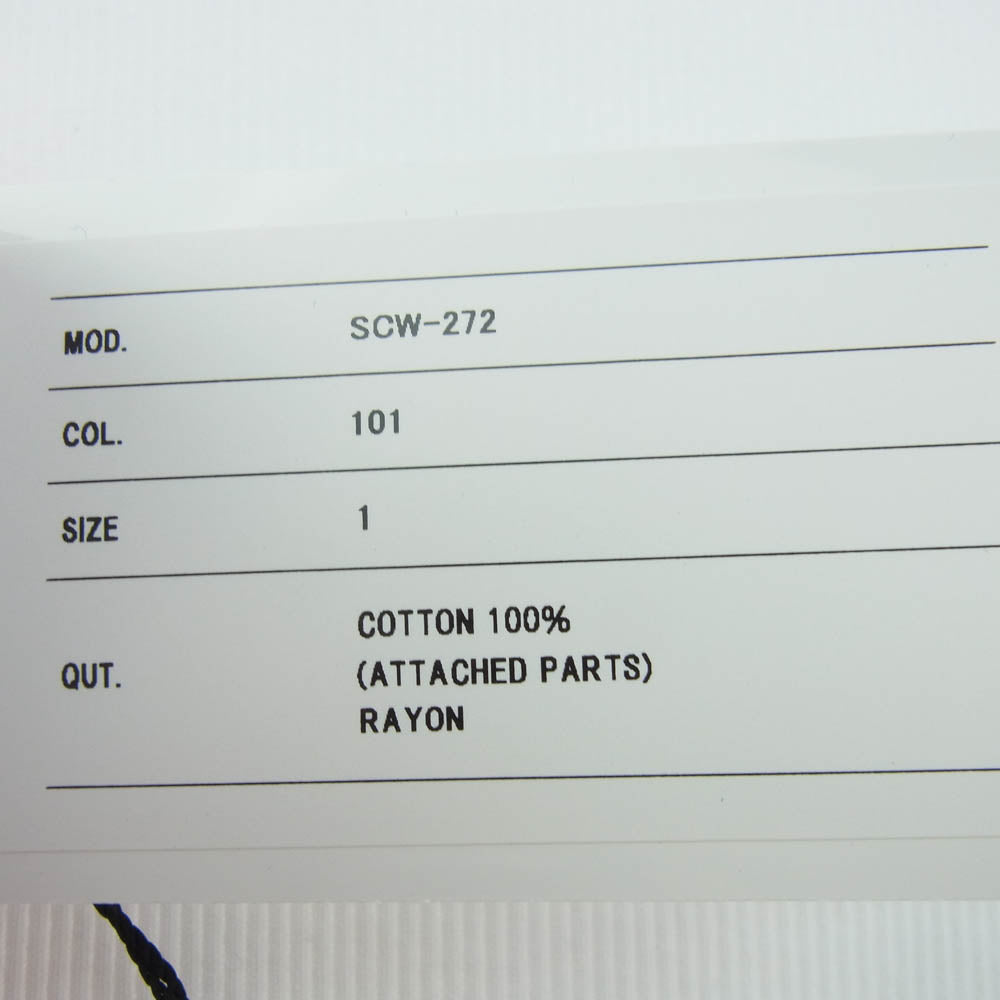 MOD. SCW-272
COL. 101
SIZE 1
QUT. COTTON 100%
(ATTACHED PARTS)
RAYON